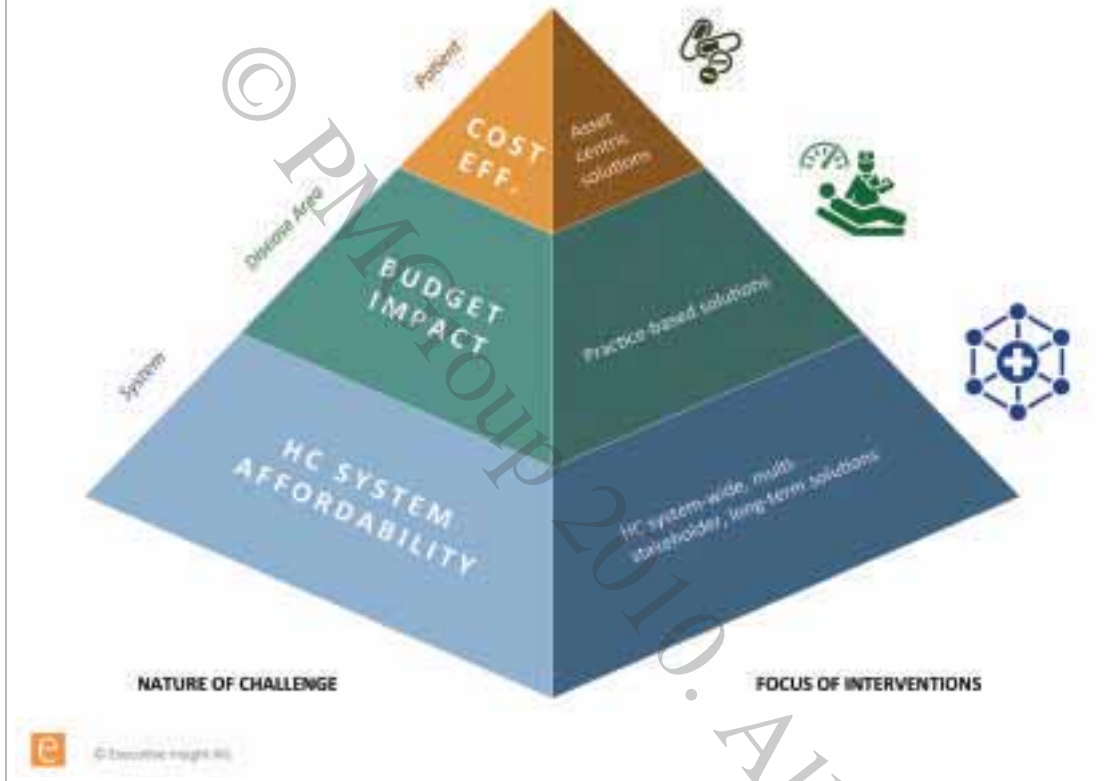 Patient
COST
EFF.
Asset
centric
solutions
Disease Area
BUDGET
IMPACT
Practice-based solutions
System
HC SYSTEM
AFFORDABILITY
HC system-wide, multi-
stakeholder, long-term solutions
NATURE OF CHALLENGE
FOCUS OF INTERVENTIONS
e
© Executive Insight AG
© PMGroup 2010. All